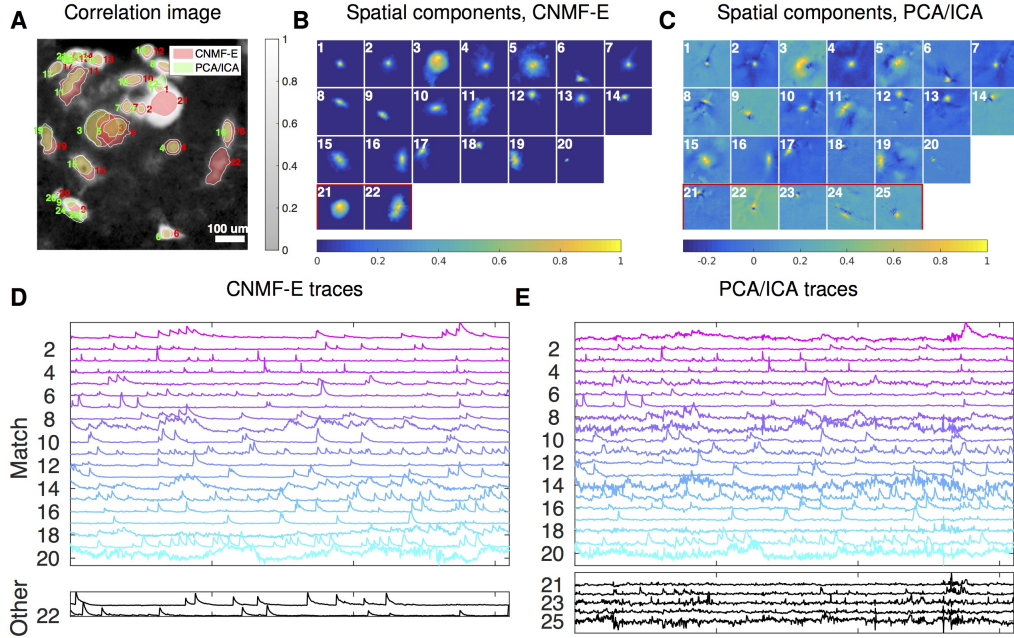 A
Correlation image
CNMF-E
PCA/ICA
100 um
1
0.8
0.6
0.4
0.2
0
B
Spatial components, CNMF-E
1 2 3 4 5 6 7
8 9 10 11 12 13 14
15 16 17 18 19 20
21 22
0 0.2 0.4 0.6 0.8 1
C
Spatial components, PCA/ICA
1 2 3 4 5 6 7
8 9 10 11 12 13 14
15 16 17 18 19 20
21 22 23 24 25
-0.2 0 0.2 0.4 0.6 0.8 1
D
CNMF-E traces
Match
2
4
6
8
10
12
14
16
18
20
Other
22
E
PCA/ICA traces
2
4
6
8
10
12
14
16
18
20
21
23
25